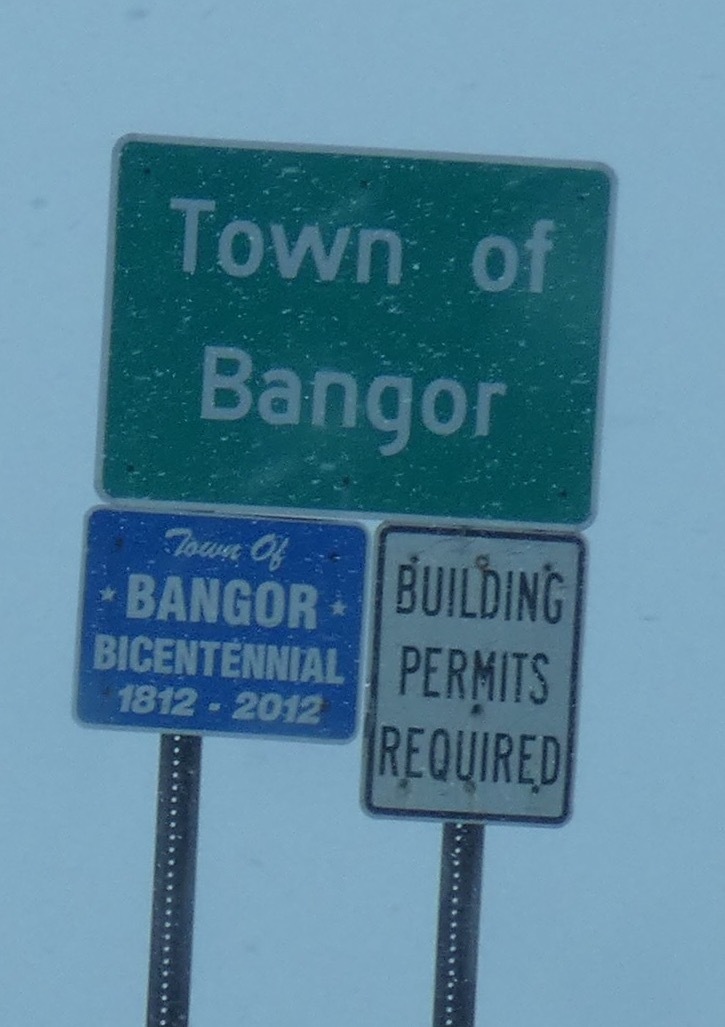 Town of
Bangor
Town Of
BANGOR
BICENTENNIAL
1812 - 2012
BUILDING
PERMITS
REQUIRED